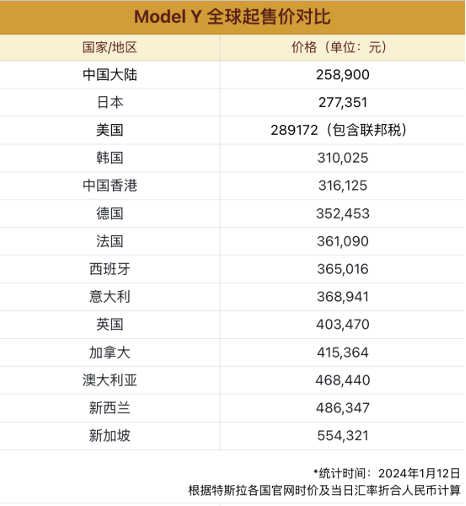 Model Y 全球起售价对比
国家/地区 价格（单位：元）
中国大陆 258,900
日本 277,351
美国 289172（包含联邦税）
韩国 310,025
中国香港 316,125
德国 352,453
法国 361,090
西班牙 365,016
意大利 368,941
英国 403,470
加拿大 415,364
澳大利亚 468,440
新西兰 486,347
新加坡 554,321
*统计时间：2024年1月12日
根据特斯拉各国官网时价及当日汇率折合人民币计算